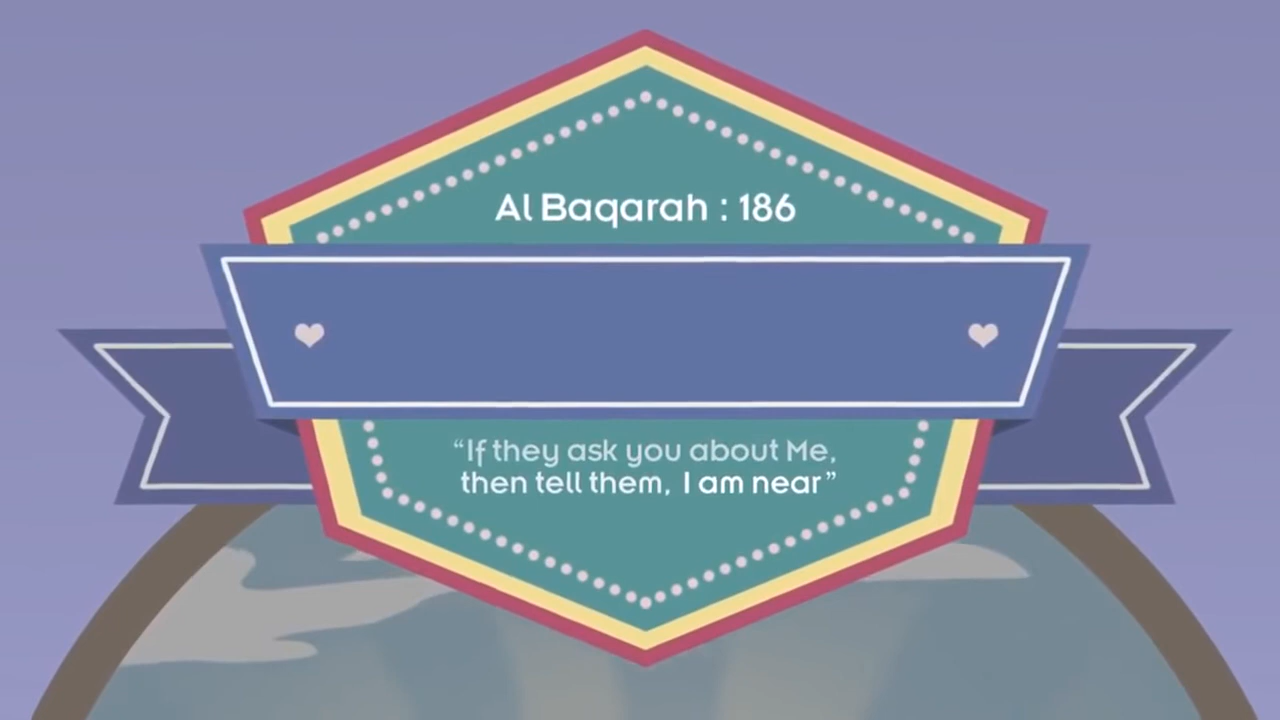 Al Baqarah : 186
“If they ask you about Me,
then tell them, I am near”